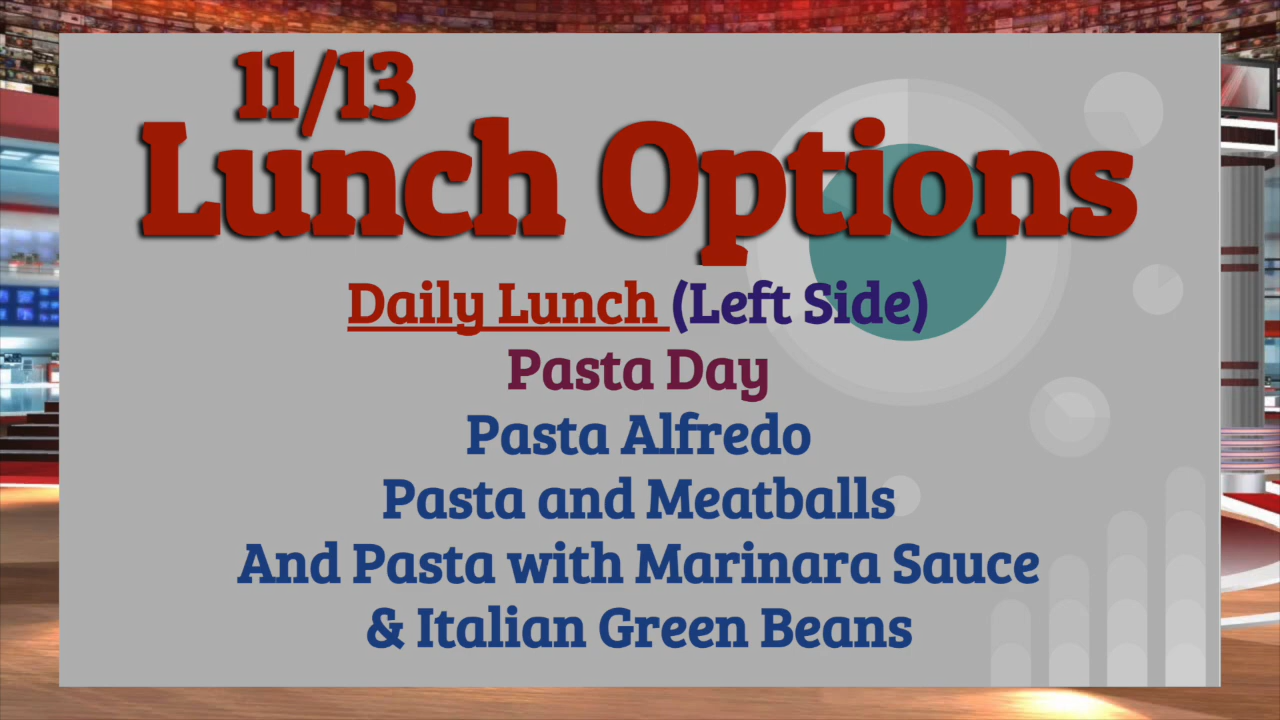 11/13
Lunch Options
Daily Lunch (Left Side)
Pasta Day
Pasta Alfredo
Pasta and Meatballs
And Pasta with Marinara Sauce
& Italian Green Beans